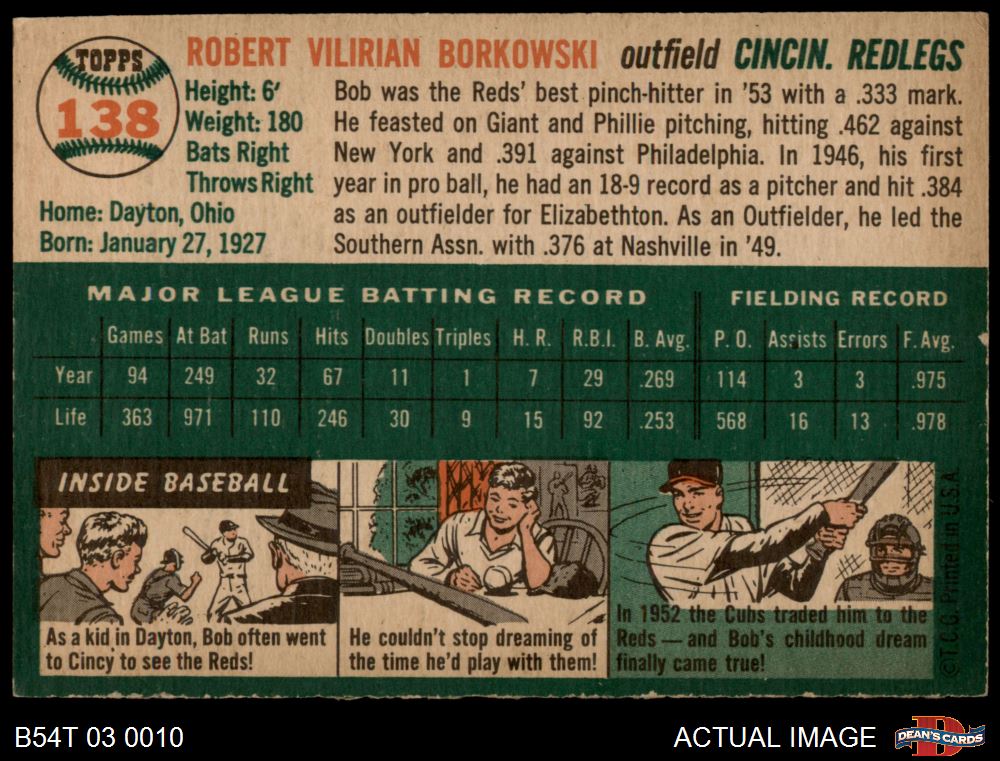 TOPPS
138
ROBERT VILIRIAN BORKOWSKI outfield CINCIN. REDLEGS
Height: 6'
Weight: 180
Bats Right
Throws Right
Home: Dayton, Ohio
Born: January 27, 1927
Bob was the Reds' best pinch-hitter in '53 with a .333 mark.
He feasted on Giant and Phillie pitching, hitting .462 against
New York and .391 against Philadelphia. In 1946, his first
year in pro ball, he had an 18-9 record as a pitcher and hit .384
as an outfielder for Elizabethton. As an Outfielder, he led the
Southern Assn. with .376 at Nashville in '49.
MAJOR LEAGUE BATTING RECORD FIELDING RECORD
Games At Bat Runs Hits Doubles Triples H. R. R.B.I. B. Avg. P. O. Assists Errors F. Avg.
Year 94 249 32 67 11 1 7 29 .269 114 3 3 .975
Life 363 971 110 246 30 9 15 92 .253 568 16 13 .978
INSIDE BASEBALL
As a kid in Dayton, Bob often went
to Cincy to see the Reds!
He couldn't stop dreaming of
the time he'd play with them!
In 1952 the Cubs traded him to the
Reds — and Bob's childhood dream
finally came true!
©T.C.G. Printed in U.S.A.
B54T 03 0010
ACTUAL IMAGE
DEAN'S CARDS